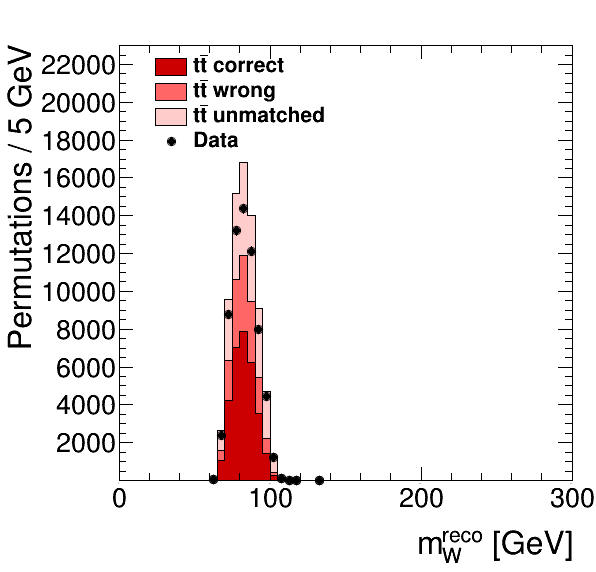 Permutations / 5 GeV
22000
20000
18000
16000
14000
12000
10000
8000
6000
4000
2000
tt̄ correct
tt̄ wrong
tt̄ unmatched
Data
0 100 200 300
m_W^reco [GeV]